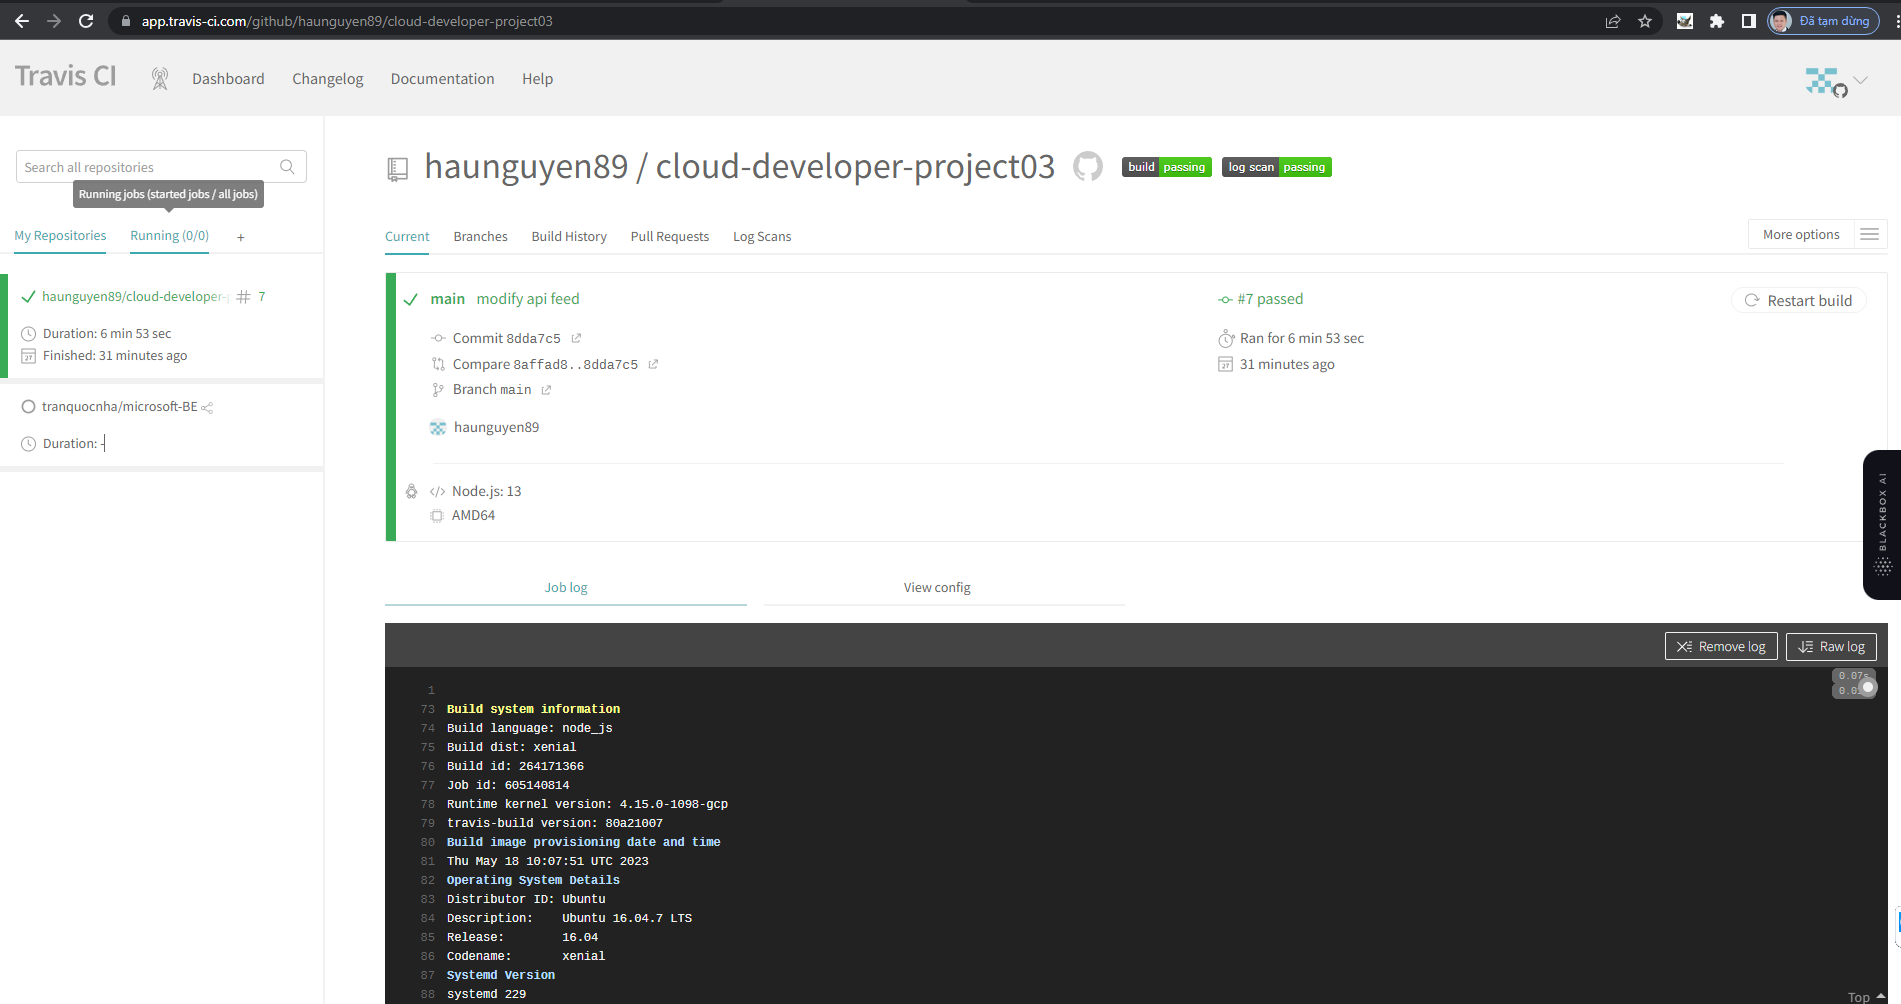 app.travis-ci.com/github/haunguyen89/cloud-developer-project03
Đã tạm dừng
Travis CI
Dashboard
Changelog
Documentation
Help
Search all repositories
Running jobs (started jobs / all jobs)
My Repositories
Running (0/0)
+
haunguyen89/cloud-developer-
# 7
Duration: 6 min 53 sec
Finished: 31 minutes ago
tranquocnha/microsoft-BE
Duration: -
haunguyen89 / cloud-developer-project03
build passing
log scan passing
Current
Branches
Build History
Pull Requests
Log Scans
More options
main modify api feed
Commit 8dda7c5
Compare 8affad8..8dda7c5
Branch main
haunguyen89
#7 passed
Ran for 6 min 53 sec
31 minutes ago
Restart build
</> Node.js: 13
AMD64
BLACKBOX AI
Job log
View config
Remove log
Raw log
0.07s
1
73 Build system information
74 Build language: node_js
75 Build dist: xenial
76 Build id: 264171366
77 Job id: 605140814
78 Runtime kernel version: 4.15.0-1098-gcp
79 travis-build version: 80a21007
80 Build image provisioning date and time
81 Thu May 18 10:07:51 UTC 2023
82 Operating System Details
83 Distributor ID: Ubuntu
84 Description: Ubuntu 16.04.7 LTS
85 Release: 16.04
86 Codename: xenial
87 Systemd Version
88 systemd 229
Top